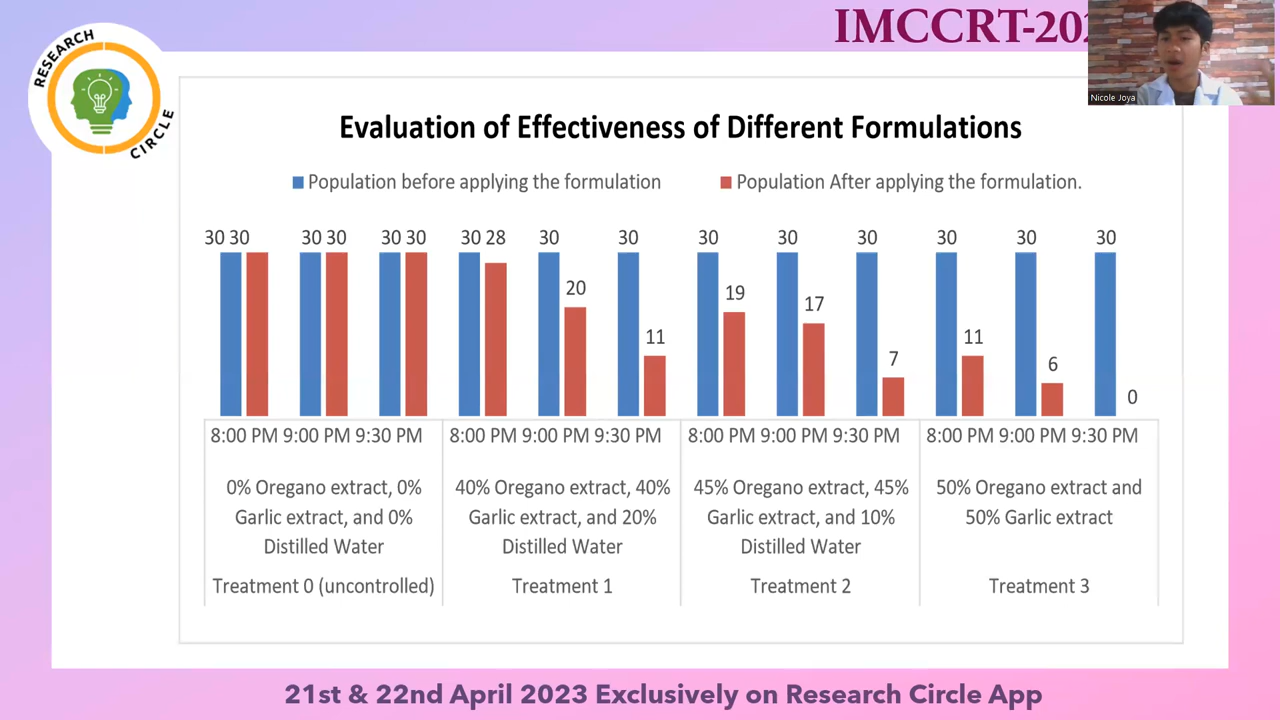 RESEARCH
CIRCLE
IMCCRT-202
Nicole Joya
Evaluation of Effectiveness of Different Formulations
Population before applying the formulation
Population After applying the formulation.
30 30 30 30 30 30 30 28 30 30 30 30 30 30 30 30
20 11 19 17 7 11 6 0
8:00 PM 9:00 PM 9:30 PM 8:00 PM 9:00 PM 9:30 PM 8:00 PM 9:00 PM 9:30 PM 8:00 PM 9:00 PM 9:30 PM
0% Oregano extract, 0%
Garlic extract, and 0%
Distilled Water
Treatment 0 (uncontrolled)
40% Oregano extract, 40%
Garlic extract, and 20%
Distilled Water
Treatment 1
45% Oregano extract, 45%
Garlic extract, and 10%
Distilled Water
Treatment 2
50% Oregano extract and
50% Garlic extract
Treatment 3
21st & 22nd April 2023 Exclusively on Research Circle App